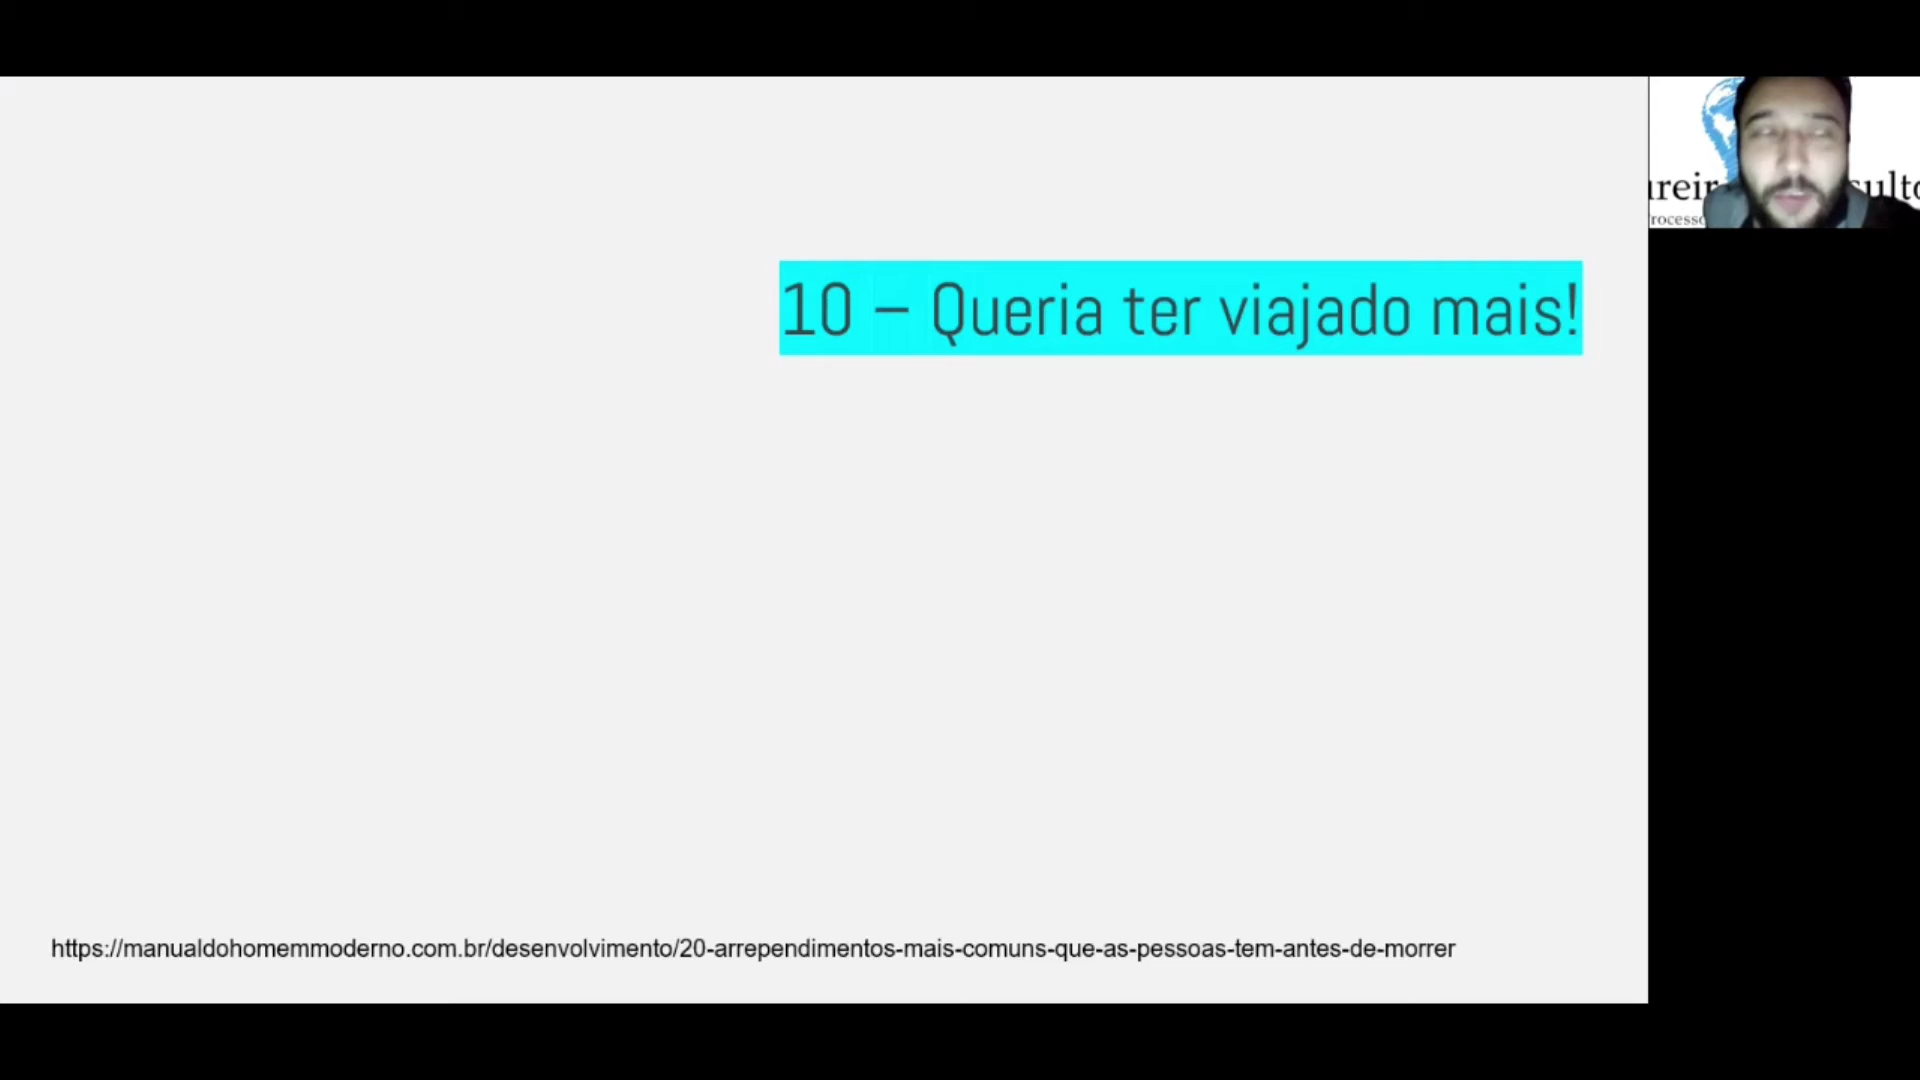 10 – Queria ter viajado mais!
https://manualdohomemmoderno.com.br/desenvolvimento/20-arrependimentos-mais-comuns-que-as-pessoas-tem-antes-de-morrer